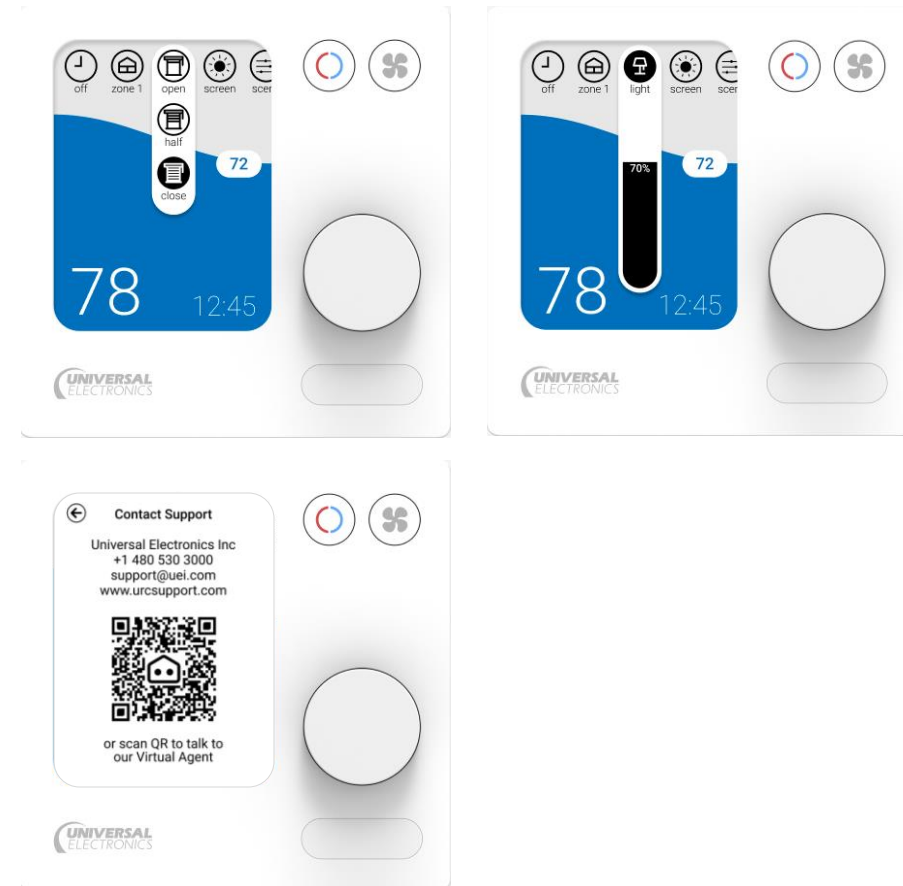 off zone 1 open screen scer
half
72
close
78 12:45
UNIVERSAL
ELECTRONICS
off zone 1 light screen scer
70% 72
78 12:45
UNIVERSAL
ELECTRONICS
Contact Support
Universal Electronics Inc
+1 480 530 3000
support@uei.com
www.urcsupport.com
or scan QR to talk to
our Virtual Agent
UNIVERSAL
ELECTRONICS